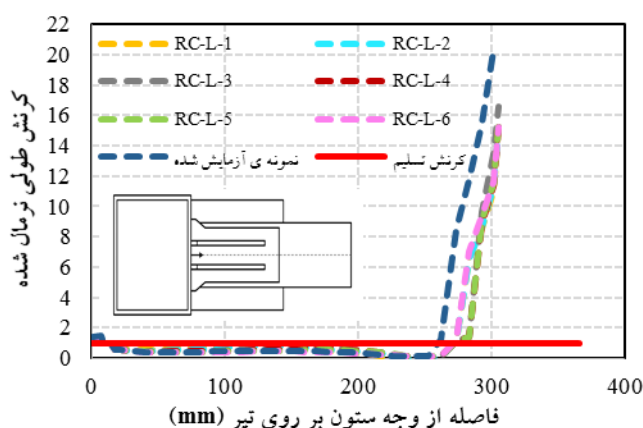 22
20
18
16
14
12
10
8
6
4
2
0
کرنش طولی نرمال شده
RC-L-1
RC-L-2
RC-L-3
RC-L-4
RC-L-5
RC-L-6
نمونه ی آزمایش شده
کرنش تسلیم
0
100
200
300
400
فاصله از وجه ستون بر روی تیر (mm)